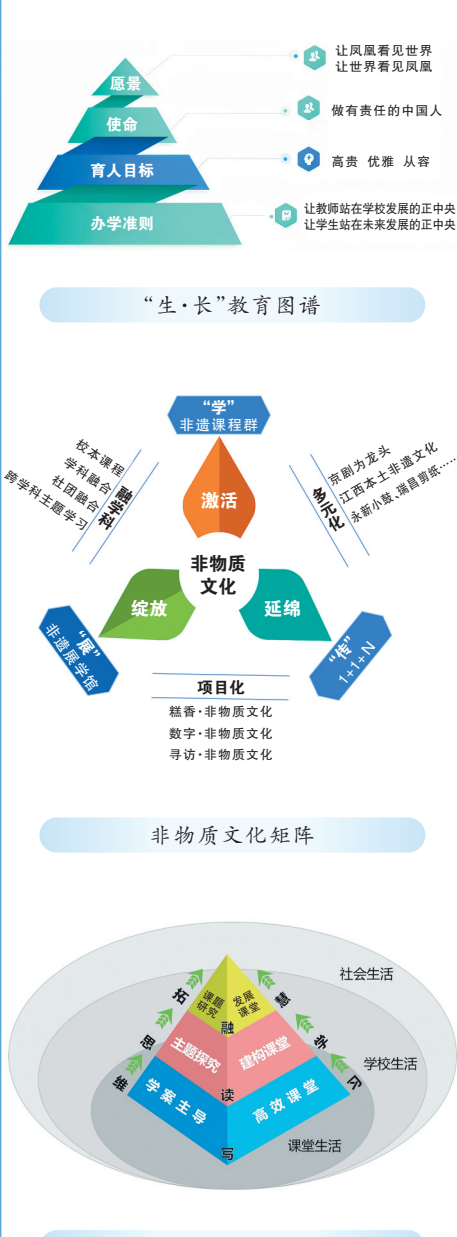 愿景
让凤凰看见世界
让世界看见凤凰
使命
做有责任的中国人
育人目标
高贵 优雅 从容
办学准则
让教师站在学校发展的正中央
让学生站在未来发展的正中央
“生·长”教育图谱
“学”
非遗课程群
校本课程
学科融合
社团融合
跨学科主题学习
融学科
激活
多元化
京剧为龙头
江西本土非遗文化
永新小鼓、瑞昌剪纸……
非物质
文化
绽放
延绵
“展”
非遗展学馆
“传”
1+1+N
项目化
糕香·非物质文化
数字·非物质文化
寻访·非物质文化
非物质文化矩阵
社会生活
学校生活
课堂生活
拓
思
维
慧
学
习
课题
研究
发展
课堂
融
主题探究
建构课堂
读
学案主导
高效课堂
写